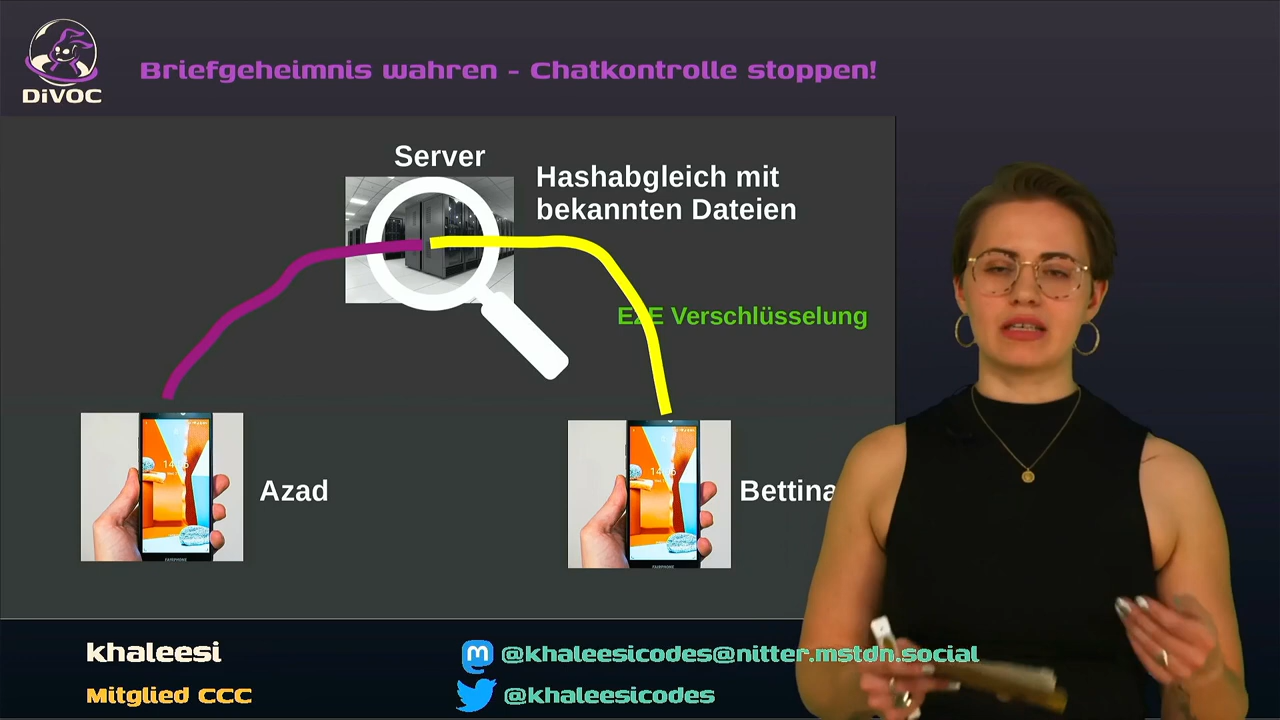 DiVOC
Briefgeheimnis wahren - Chatkontrolle stoppen!
Server
Hashabgleich mit
bekannten Dateien
E2E Verschlüsselung
Azad
Bettina
khaleesi
@khaleesicodes@nitter.mstdn.social
Mitglied CCC
@khaleesicodes